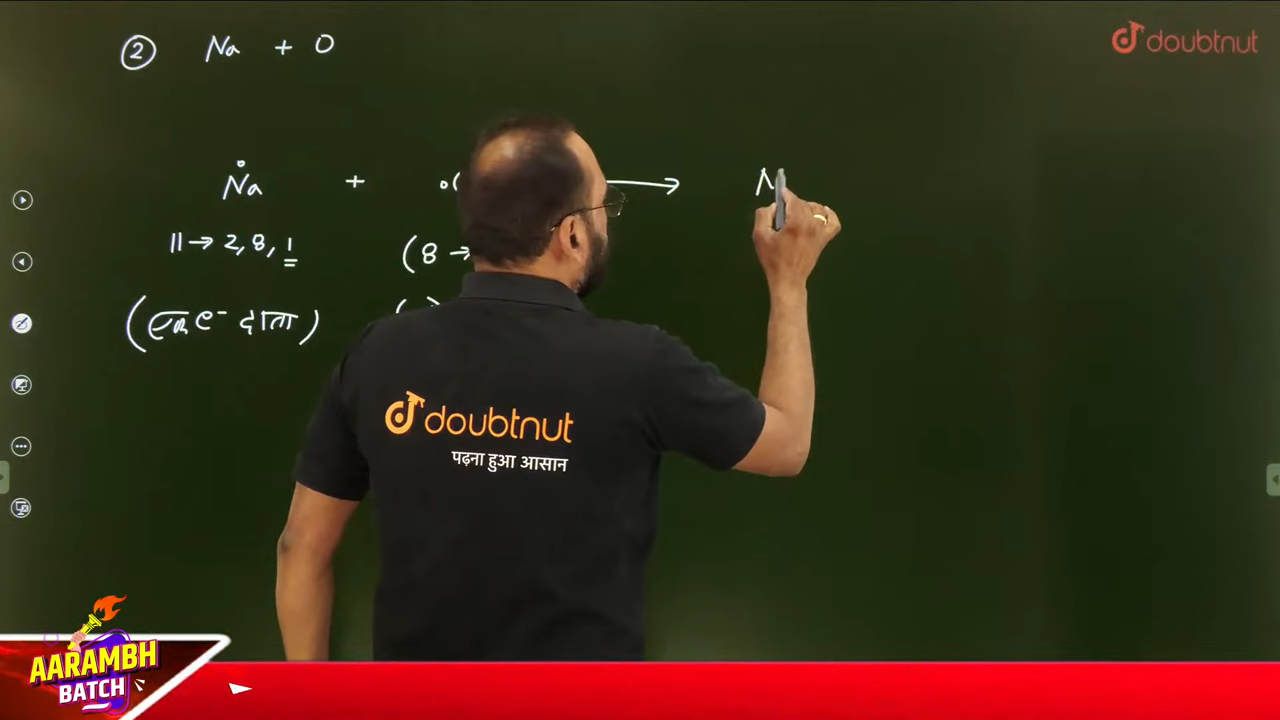 ② Na + O
doubtnut
Na + →
11 → 2, 8, 1
(8 →
(एक e⁻ दाता)
doubtnut
पढ़ना हुआ आसान
AARAMBH
BATCH